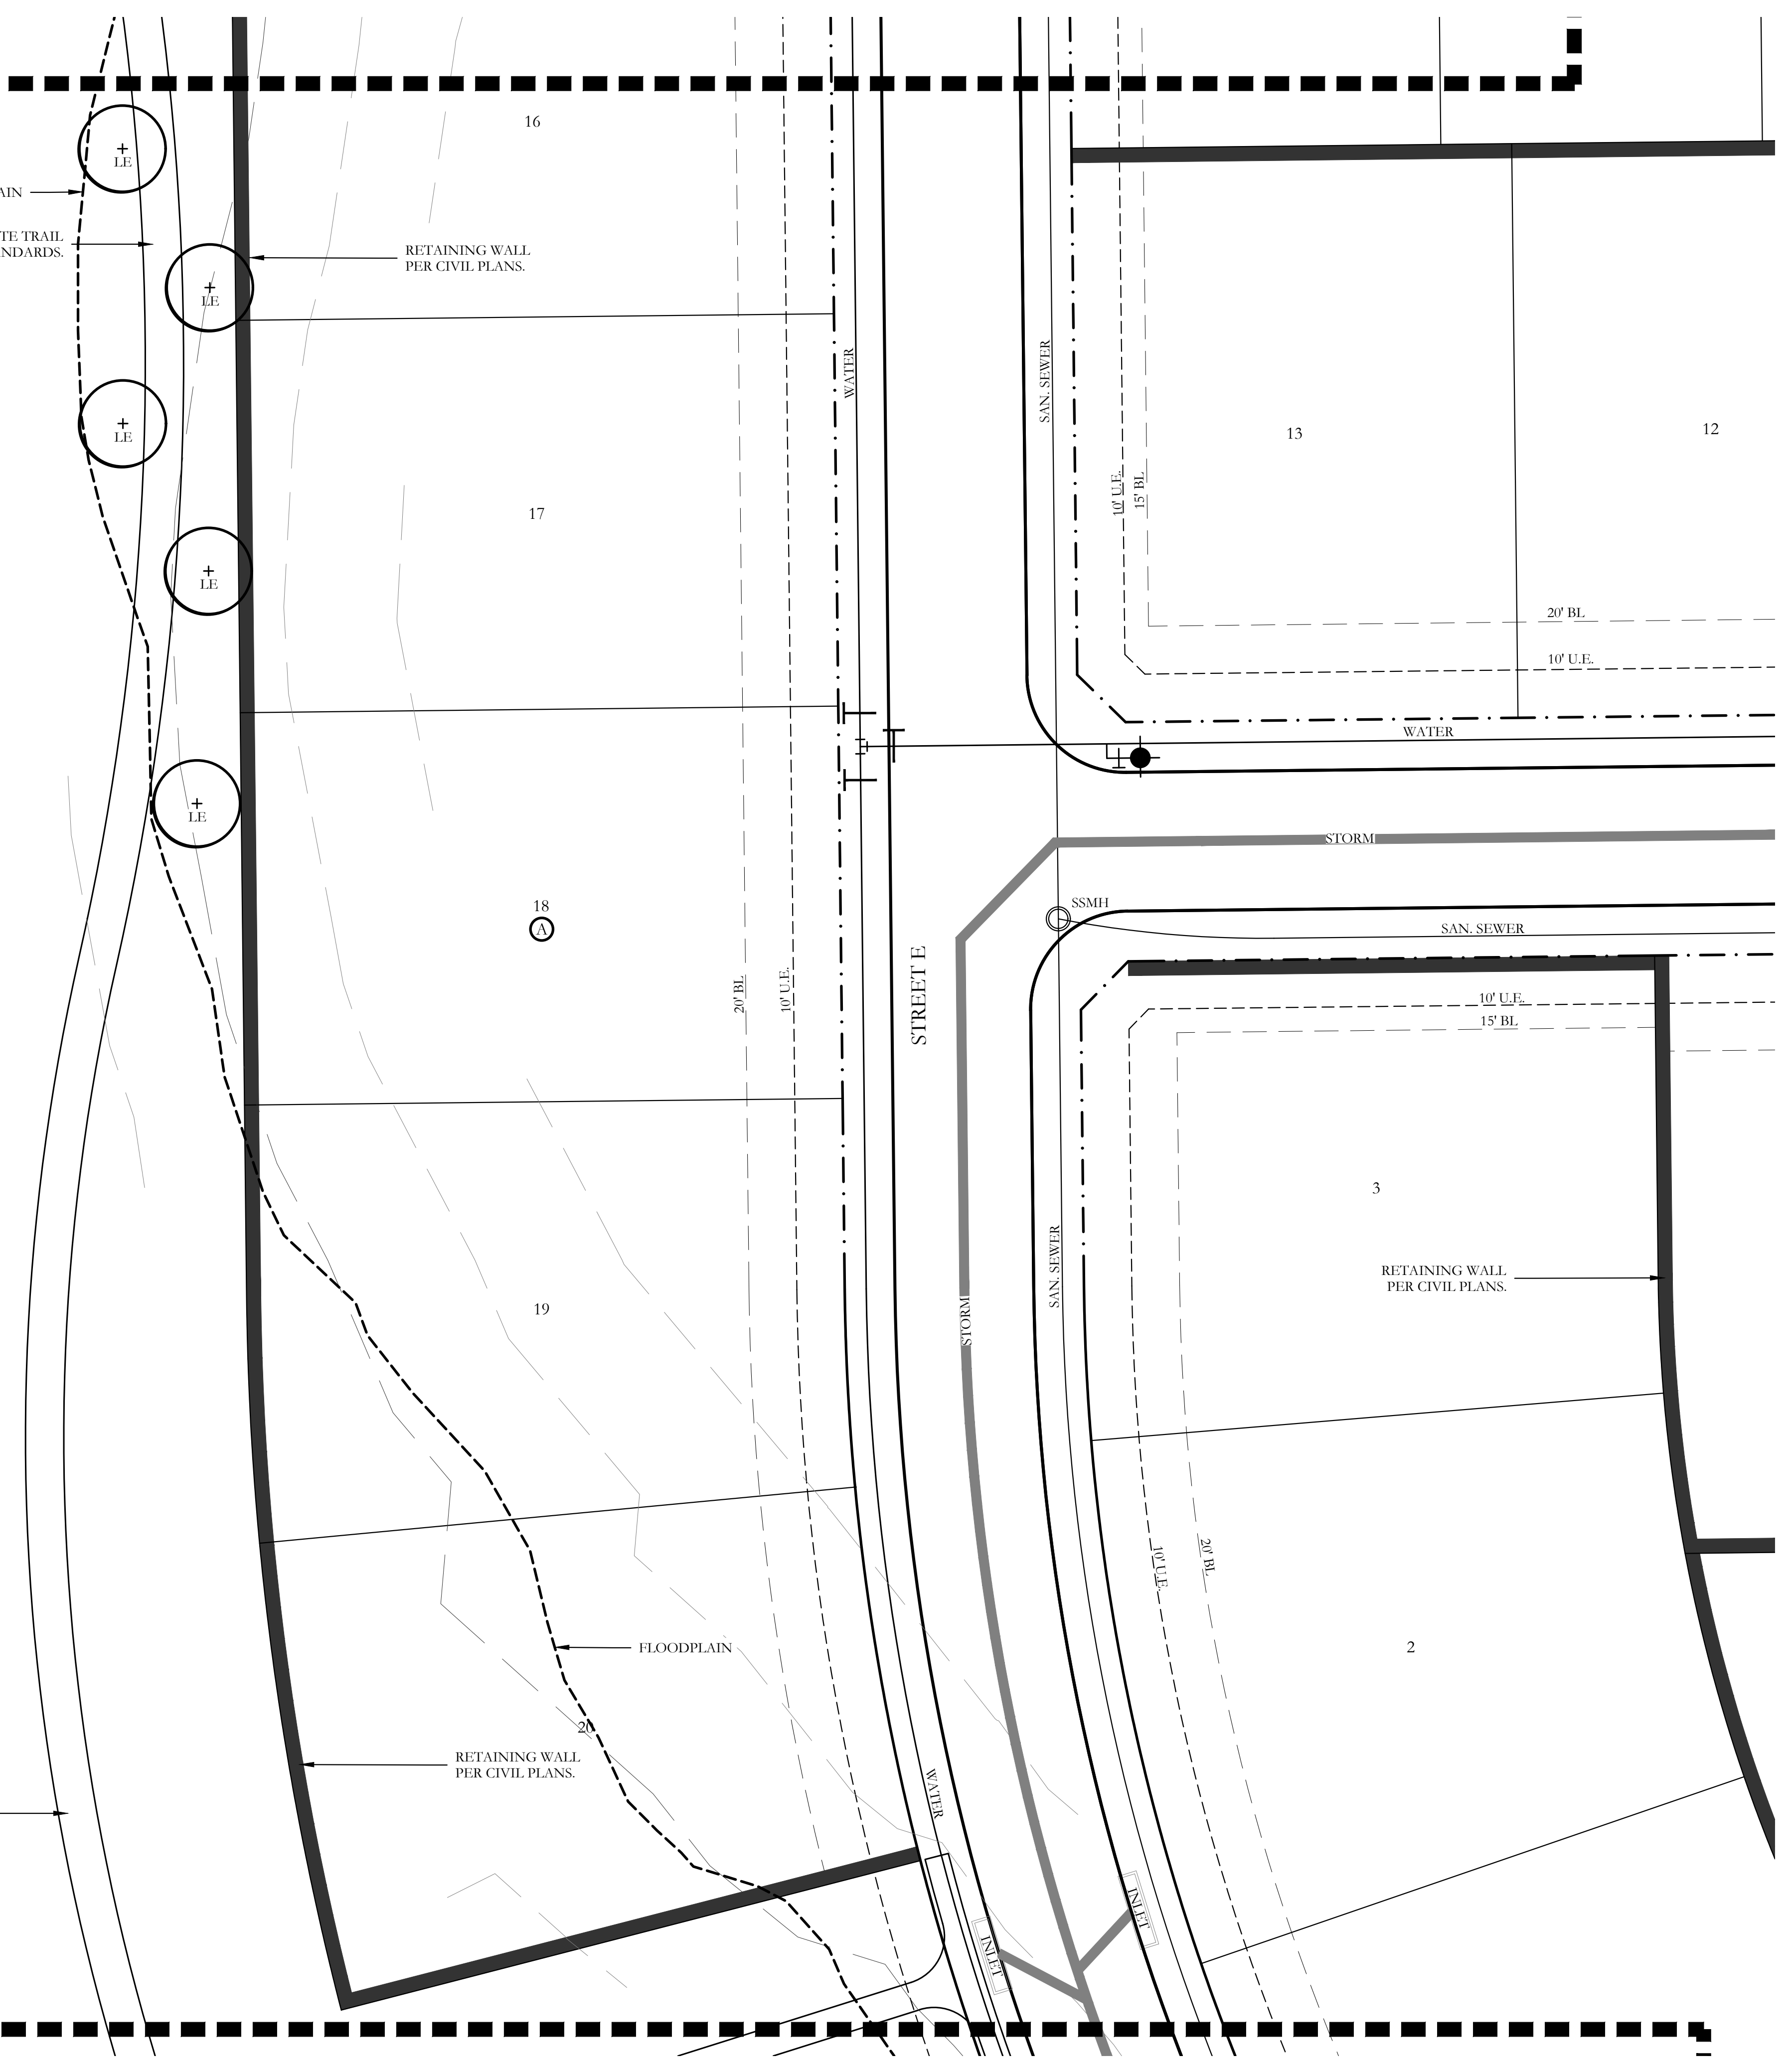 16
LE
AIN
TE TRAIL
NDARDS.
RETAINING WALL
PER CIVIL PLANS.
LE
WATER
SAN. SEWER
LE
13
12
10' U.E.
15' BL
17
LE
20' BL
10' U.E.
WATER
LE
STORM
18
A
SSMH
SAN. SEWER
20' BL
10' U.E.
STREET E
10' U.E.
15' BL
3
SAN. SEWER
RETAINING WALL
PER CIVIL PLANS.
19
STORM
10' U.E.
20' BL
FLOODPLAIN
2
20
RETAINING WALL
PER CIVIL PLANS.
WATER
INLET
INLET